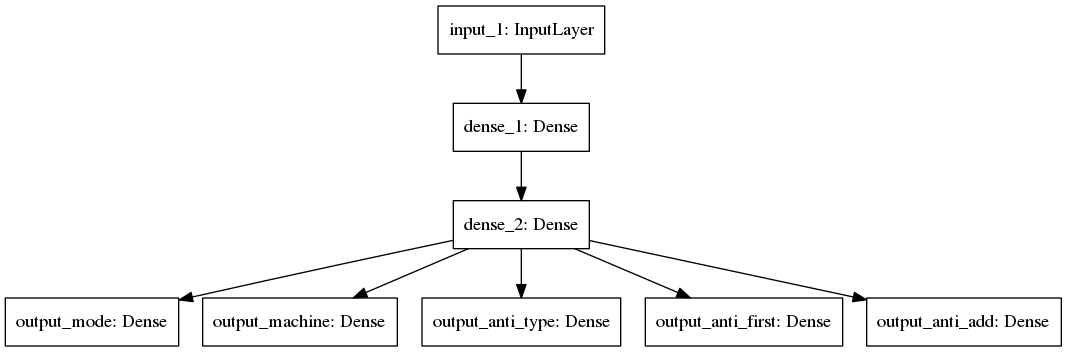 input_1: InputLayer
dense_1: Dense
dense_2: Dense
output_mode: Dense
output_machine: Dense
output_anti_type: Dense
output_anti_first: Dense
output_anti_add: Dense